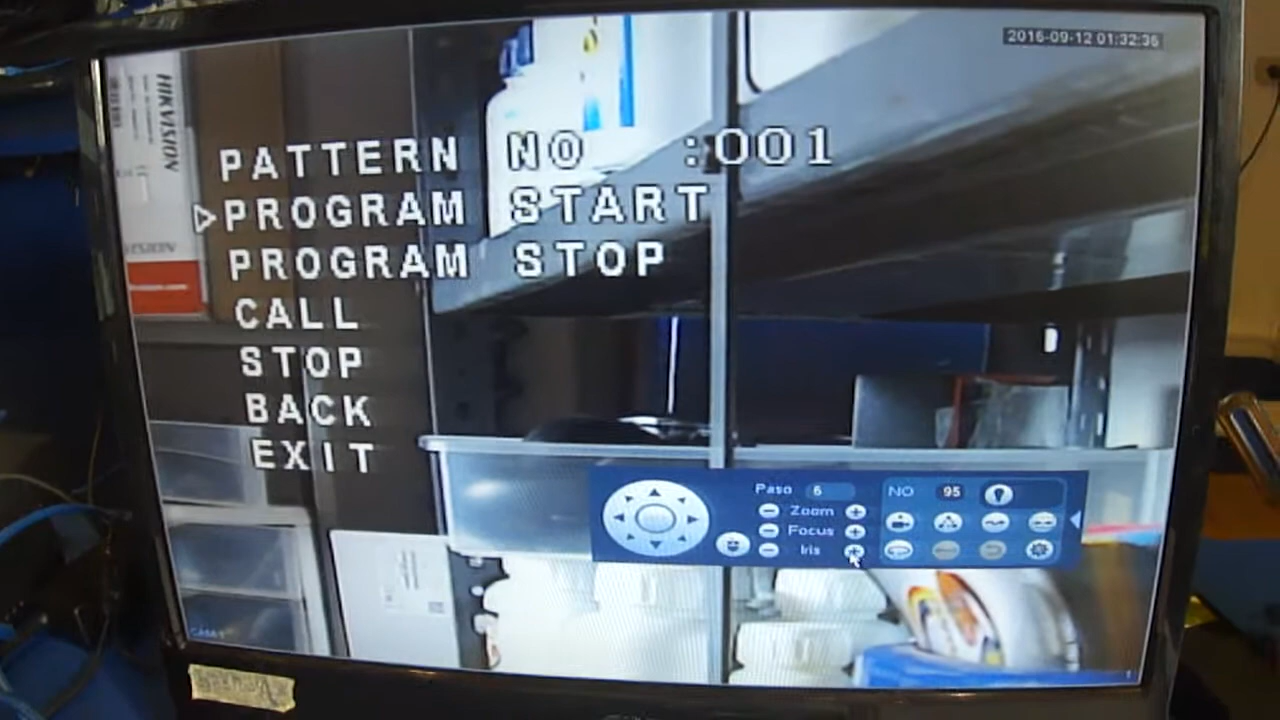 2016-09-12 01:32:36
HIKVISION
PATTERN NO :001
PROGRAM START
PROGRAM STOP
CALL
STOP
BACK
EXIT
Paso 6
Zoom
Focus
Iris
NO 95